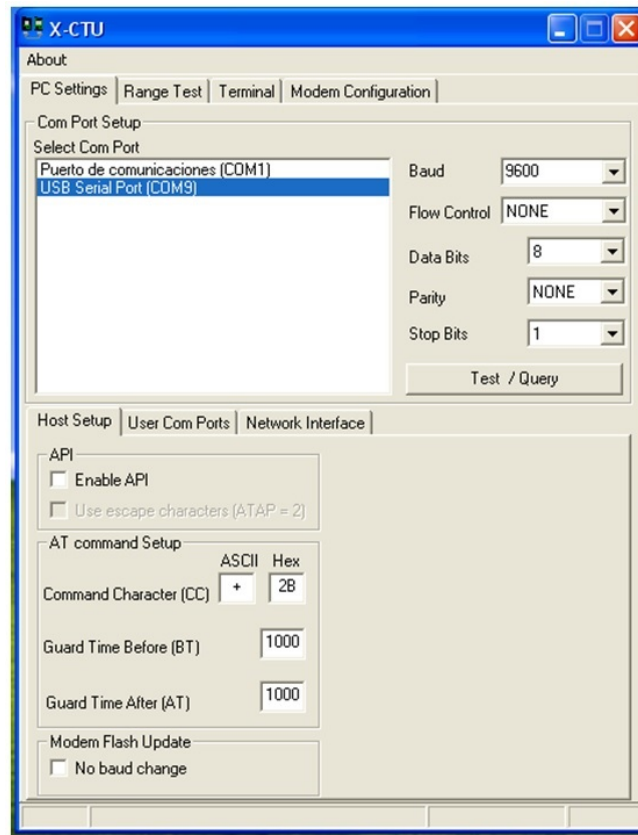 X-CTU
About
PC Settings Range Test Terminal Modem Configuration
Com Port Setup
Select Com Port
Puerto de comunicaciones (COM1)
USB Serial Port (COM9)
Baud 9600
Flow Control NONE
Data Bits 8
Parity NONE
Stop Bits 1
Test / Query
Host Setup User Com Ports Network Interface
API
Enable API
Use escape characters (ATAP = 2)
AT command Setup
ASCII Hex
Command Character (CC) + 2B
Guard Time Before (BT) 1000
Guard Time After (AT) 1000
Modem Flash Update
No baud change